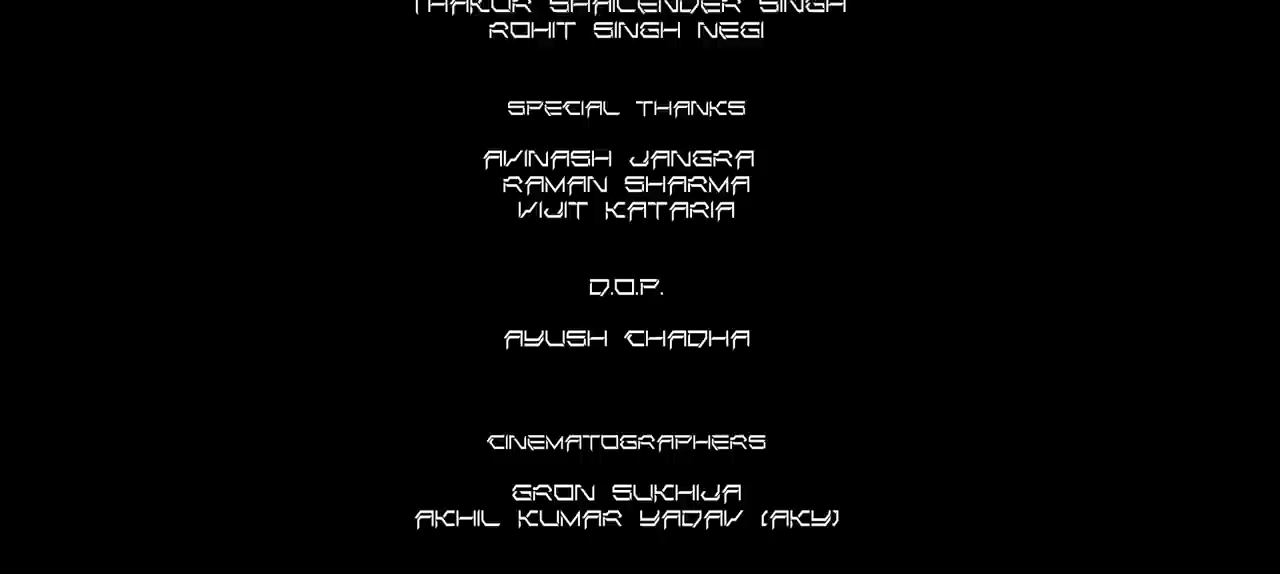 THAKUR SHAILENDER SINGH
ROHIT SINGH NEGI
SPECIAL THANKS
AVINASH JANGRA
RAMAN SHARMA
VIJIT KATARIA
D.O.P.
AYUSH CHADHA
CINEMATOGRAPHERS
GRON SUKHIJA
AKHIL KUMAR YADAV (AKY)